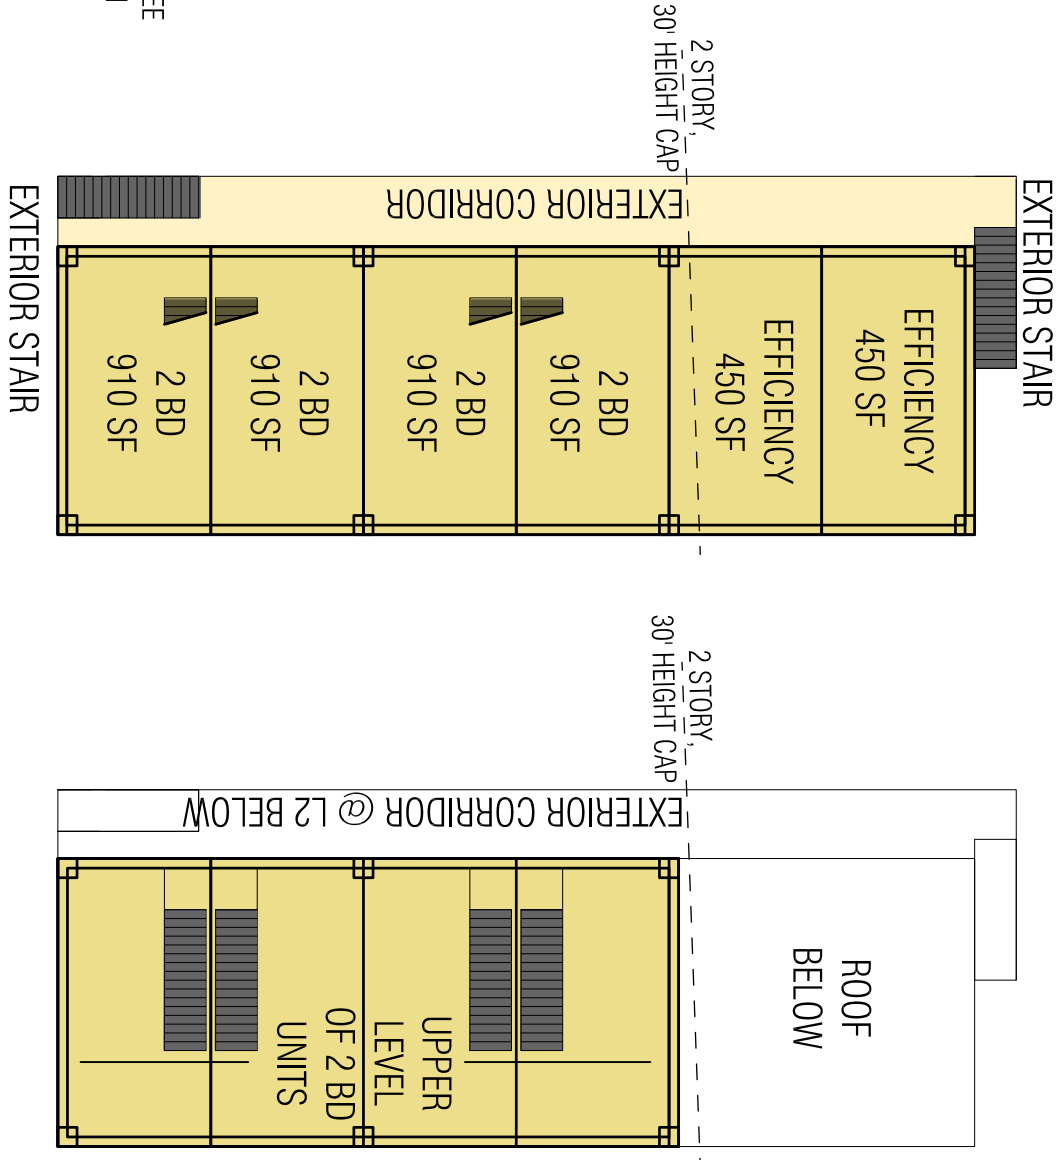 EE
2 STORY,
30' HEIGHT CAP
EXTERIOR STAIR
EXTERIOR CORRIDOR
EXTERIOR STAIR
2 BD
910 SF
2 BD
910 SF
2 BD
910 SF
2 BD
910 SF
EFFICIENCY
450 SF
EFFICIENCY
450 SF
2 STORY,
30' HEIGHT CAP
EXTERIOR CORRIDOR @ L2 BELOW
UPPER
LEVEL
OF 2 BD
UNITS
ROOF
BELOW